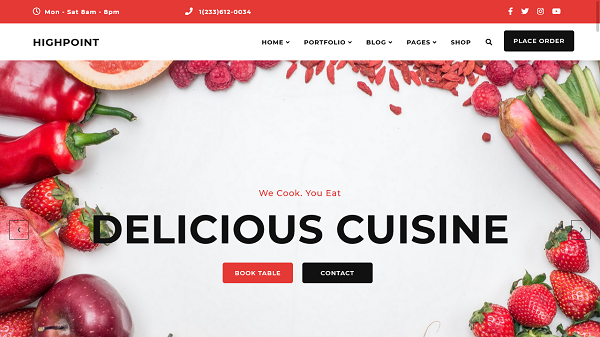 Mon - Sat 8am - 8pm
1(233)612-0034
HIGHPOINT
HOME
PORTFOLIO
BLOG
PAGES
SHOP
PLACE ORDER
We Cook. You Eat
DELICIOUS CUISINE
BOOK TABLE
CONTACT